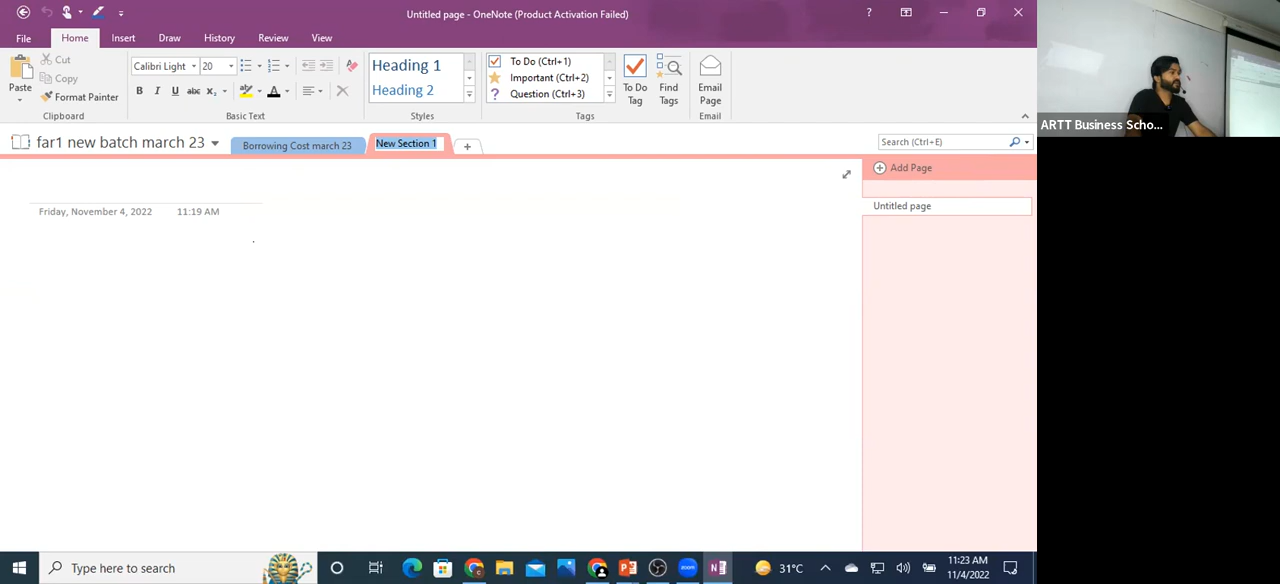 Untitled page - OneNote (Product Activation Failed)
File Home Insert Draw History Review View
Paste
Cut
Copy
Format Painter
Clipboard
Calibri Light 20
B I U abc X₂ A
Basic Text
Heading 1
Heading 2
Styles
To Do (Ctrl+1)
Important (Ctrl+2)
Question (Ctrl+3)
Tags
To Do
Tag
Find
Tags
Email
Page
Email
far1 new batch march 23
Borrowing Cost march 23
New Section 1
Search (Ctrl+E)
Add Page
Untitled page
Friday, November 4, 2022 11:19 AM
ARTT Business Scho...
Type here to search
zoom
31°C
11:23 AM
11/4/2022